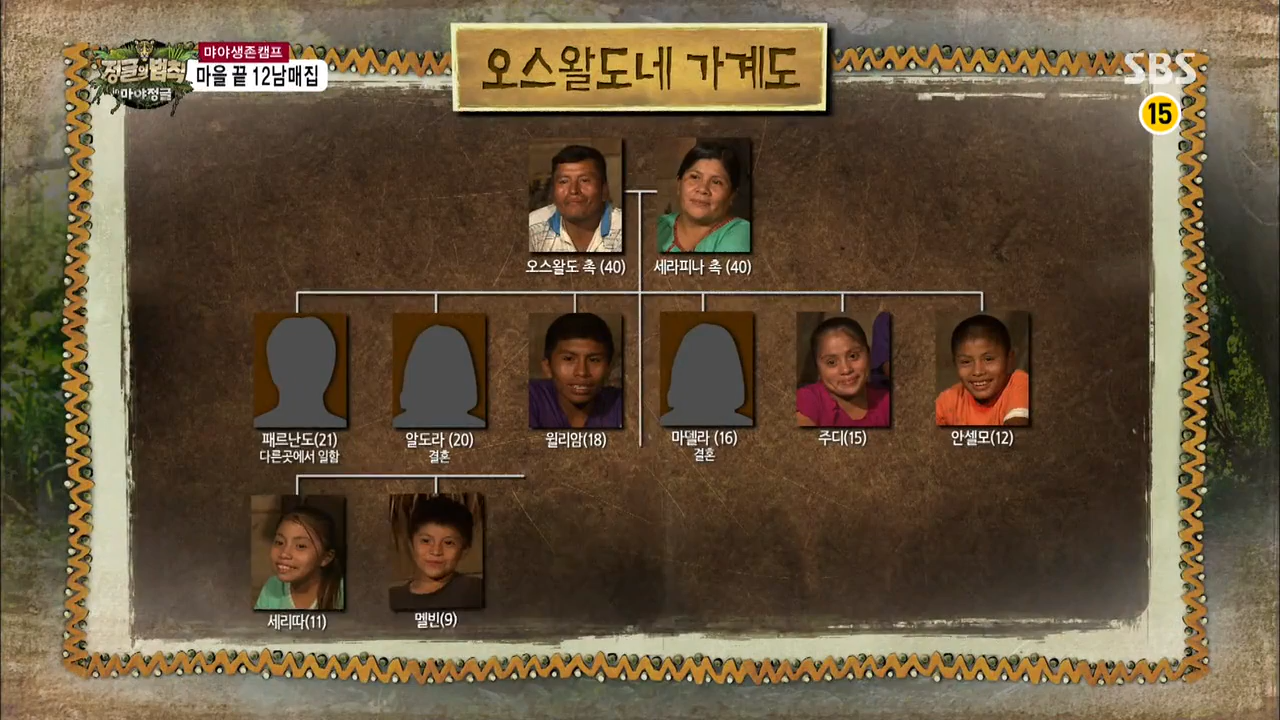 정글의 법칙
in 마야정글
먀야생존캠프
마을 끝 12남매집
오스왈도네 가계도
SBS
15
오스왈도 촉 (40)
세라피나 촉 (40)
패르난도(21)
다른곳에서 일함
알도라 (20)
결혼
윌리암(18)
마델라 (16)
결혼
주디(15)
안셀모(12)
세리따(11)
멜빈(9)